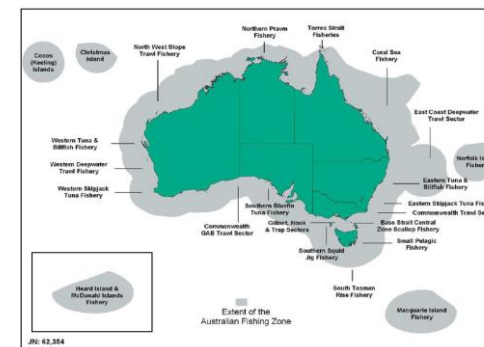 Northern Prawn
Fishery
Torres Strait
Fisheries
North West Slope
Trawl Fishery
Cocos
(Keeling)
Islands
Christmas
Island
Coral Sea
Fishery
East Coast Deepwater
Trawl Sector
Western Tuna &
Billfish Fishery
Norfolk Is
Fisher
Western Deepwater
Trawl Fishery
Eastern Tuna &
Billfish Fishery
Western Skipjack
Tuna Fishery
Eastern Skipjack Tuna Fis
Southern Bluefin
Tuna Fishery
Commonwealth Trawl Se
Commonwealth
GAB Trawl Sector
Gillnet, Hook
& Trap Sectors
Bass Strait Central
Zone Scallop Fishery
Southern Squid
Jig Fishery
Small Pelagic
Fishery
South Tasman
Rise Fishery
Heard Island &
McDonald Islands
Fishery
Extent of the
Australian Fishing Zone
Macquarie Island
Fishery
JN: 62,354